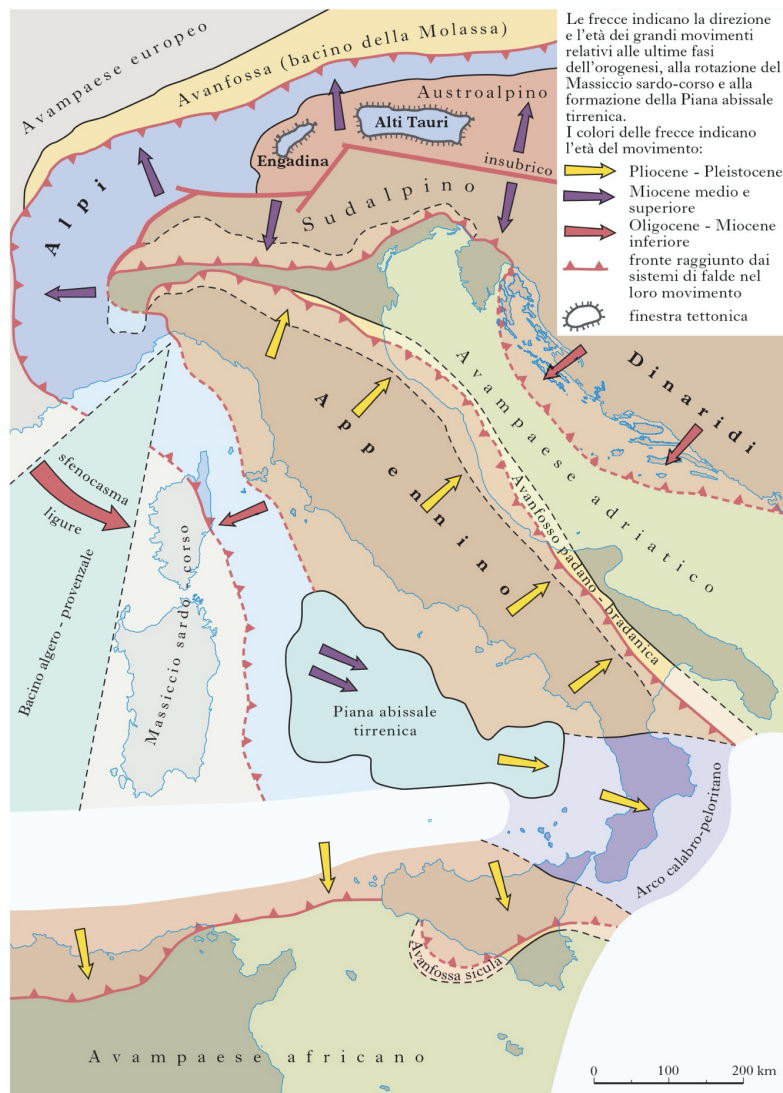 Le frecce indicano la direzione
e l'età dei grandi movimenti
relativi alle ultime fasi
dell'orogenesi, alla rotazione del
Massiccio sardo-corso e alla
formazione della Piana abissale
tirrenica.
I colori delle frecce indicano
l'età del movimento:
Pliocene - Pleistocene
Miocene medio e
superiore
Oligocene - Miocene
inferiore
fronte raggiunto dai
sistemi di falde nel
loro movimento
finestra tettonica
Avampaese europeo
Avanfossa (bacino della Molassa)
Austroalpino
Alti Tauri
Engadina
insubrico
Sudalpino
Alpi
Dinaridi
Avampaese adriatico
Appennino
Avanfosso padano - bradanica
sfenocasma
ligure
Bacino algero - provenzale
Massiccio sardo - corso
Piana abissale
tirrenica
Arco calabro-peloritano
Avanfossa sicula
Avampaese africano
0 100 200 km